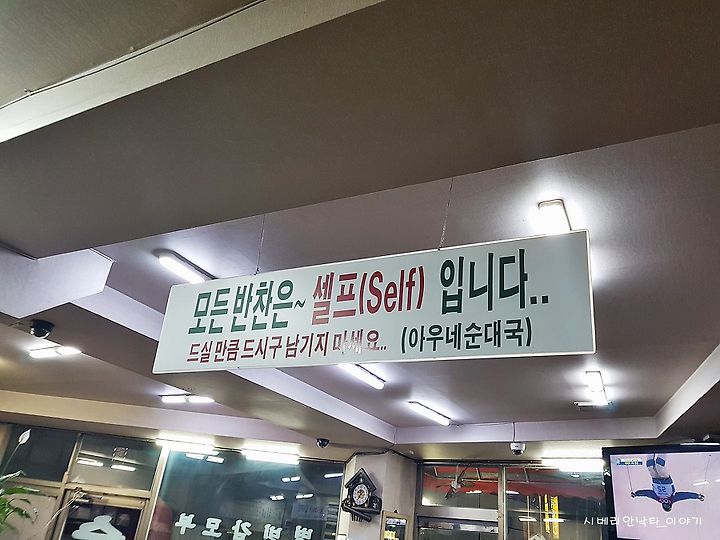 모든 반찬은~ 셀프(Self) 입니다..
드실 만큼 드시구 남기지 마세요.. (아우네순대국)
시베리안낙타_이야기